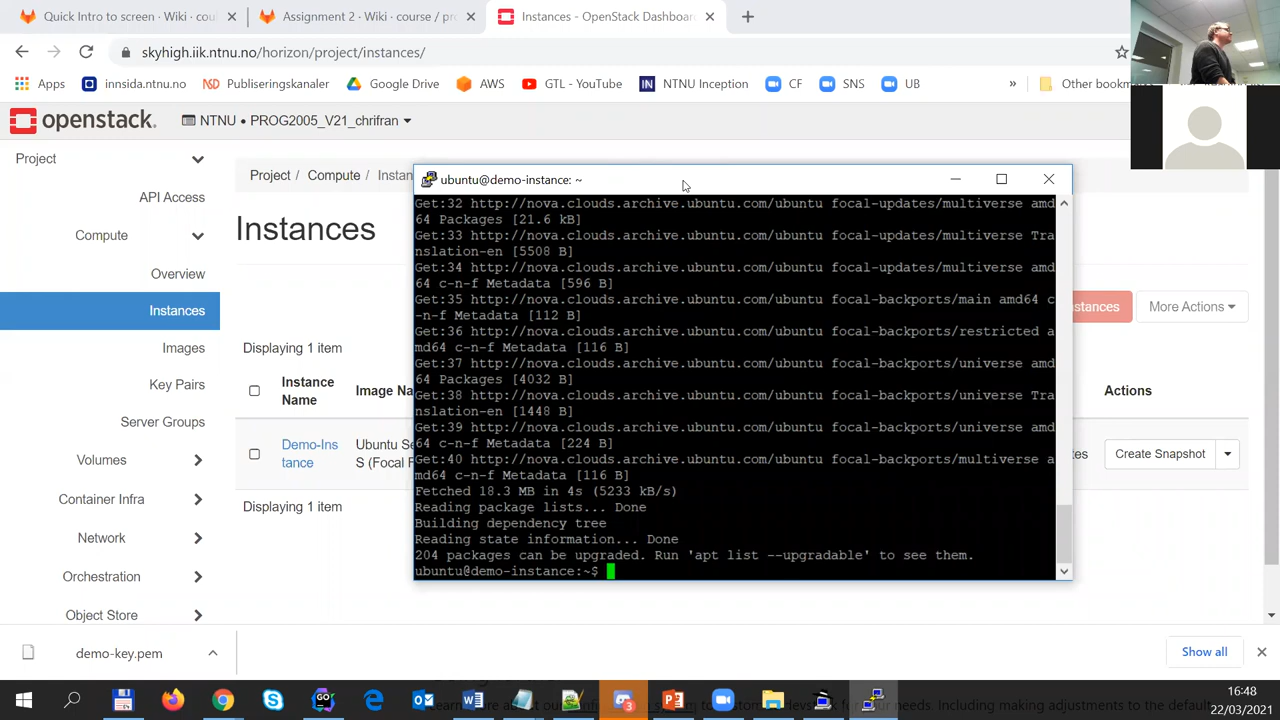 Quick Intro to screen · Wiki · cou
Assignment 2 · Wiki · course / pro
Instances - OpenStack Dashboar
skyhigh.iik.ntnu.no/horizon/project/instances/
Apps
innsida.ntnu.no
Publiseringskanaler
Google Drive
AWS
GTL - YouTube
NTNU Inception
CF
SNS
UB
»
Other bookm
openstack.
NTNU • PROG2005_V21_chrifran
Project
API Access
Compute
Overview
Instances
Images
Key Pairs
Server Groups
Volumes
Container Infra
Network
Orchestration
Object Store
Project / Compute / Instan
Instances
stances
More Actions
Displaying 1 item
Instance Name
Image Na
Actions
Demo-Ins
tance
Ubuntu Se
S (Focal F
tes
Create Snapshot
Displaying 1 item
ubuntu@demo-instance: ~
Get:32 http://nova.clouds.archive.ubuntu.com/ubuntu focal-updates/multiverse amd
64 Packages [21.6 kB]
Get:33 http://nova.clouds.archive.ubuntu.com/ubuntu focal-updates/multiverse Tra
nslation-en [5508 B]
Get:34 http://nova.clouds.archive.ubuntu.com/ubuntu focal-updates/multiverse amd
64 c-n-f Metadata [596 B]
Get:35 http://nova.clouds.archive.ubuntu.com/ubuntu focal-backports/main amd64 c
-n-f Metadata [112 B]
Get:36 http://nova.clouds.archive.ubuntu.com/ubuntu focal-backports/restricted a
md64 c-n-f Metadata [116 B]
Get:37 http://nova.clouds.archive.ubuntu.com/ubuntu focal-backports/universe amd
64 Packages [4032 B]
Get:38 http://nova.clouds.archive.ubuntu.com/ubuntu focal-backports/universe Tra
nslation-en [1448 B]
Get:39 http://nova.clouds.archive.ubuntu.com/ubuntu focal-backports/universe amd
64 c-n-f Metadata [224 B]
Get:40 http://nova.clouds.archive.ubuntu.com/ubuntu focal-backports/multiverse a
md64 c-n-f Metadata [116 B]
Fetched 18.3 MB in 4s (5233 kB/s)
Reading package lists... Done
Building dependency tree
Reading state information... Done
204 packages can be upgraded. Run 'apt list --upgradable' to see them.
ubuntu@demo-instance:~$
demo-key.pem
Show all
16:48
22/03/2021